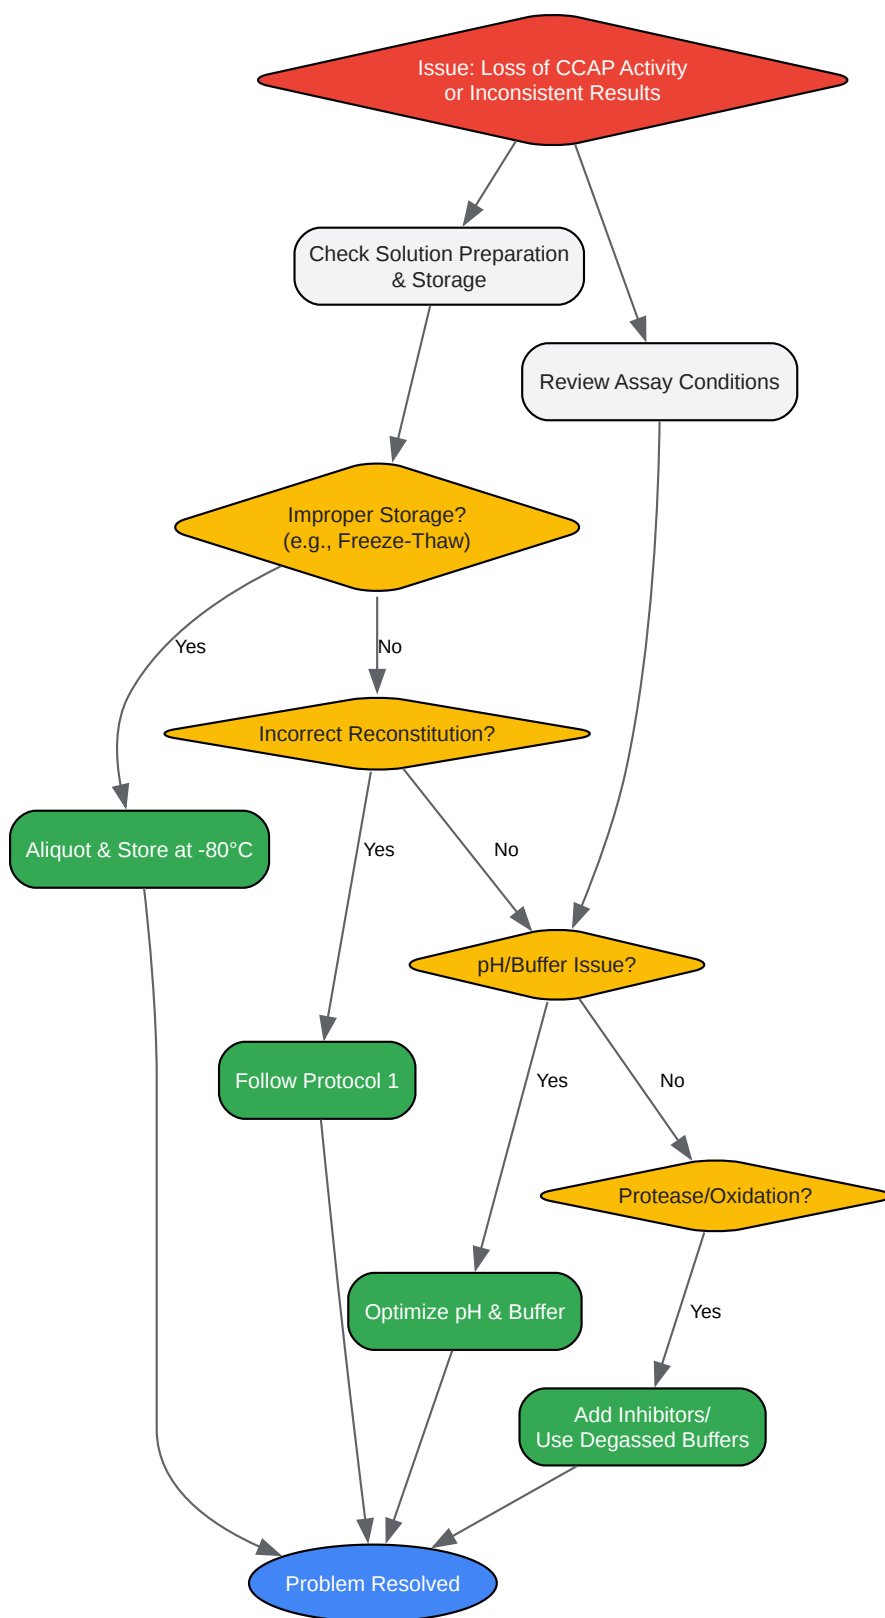 Issue: Loss of CCAP Activity
or Inconsistent Results
Check Solution Preparation
& Storage
Review Assay Conditions
Improper Storage?
(e.g., Freeze-Thaw)
Yes
No
Incorrect Reconstitution?
Aliquot & Store at -80°C
Yes
No
pH/Buffer Issue?
Follow Protocol 1
Yes
No
Protease/Oxidation?
Optimize pH & Buffer
Yes
Add Inhibitors/
Use Degassed Buffers
Problem Resolved